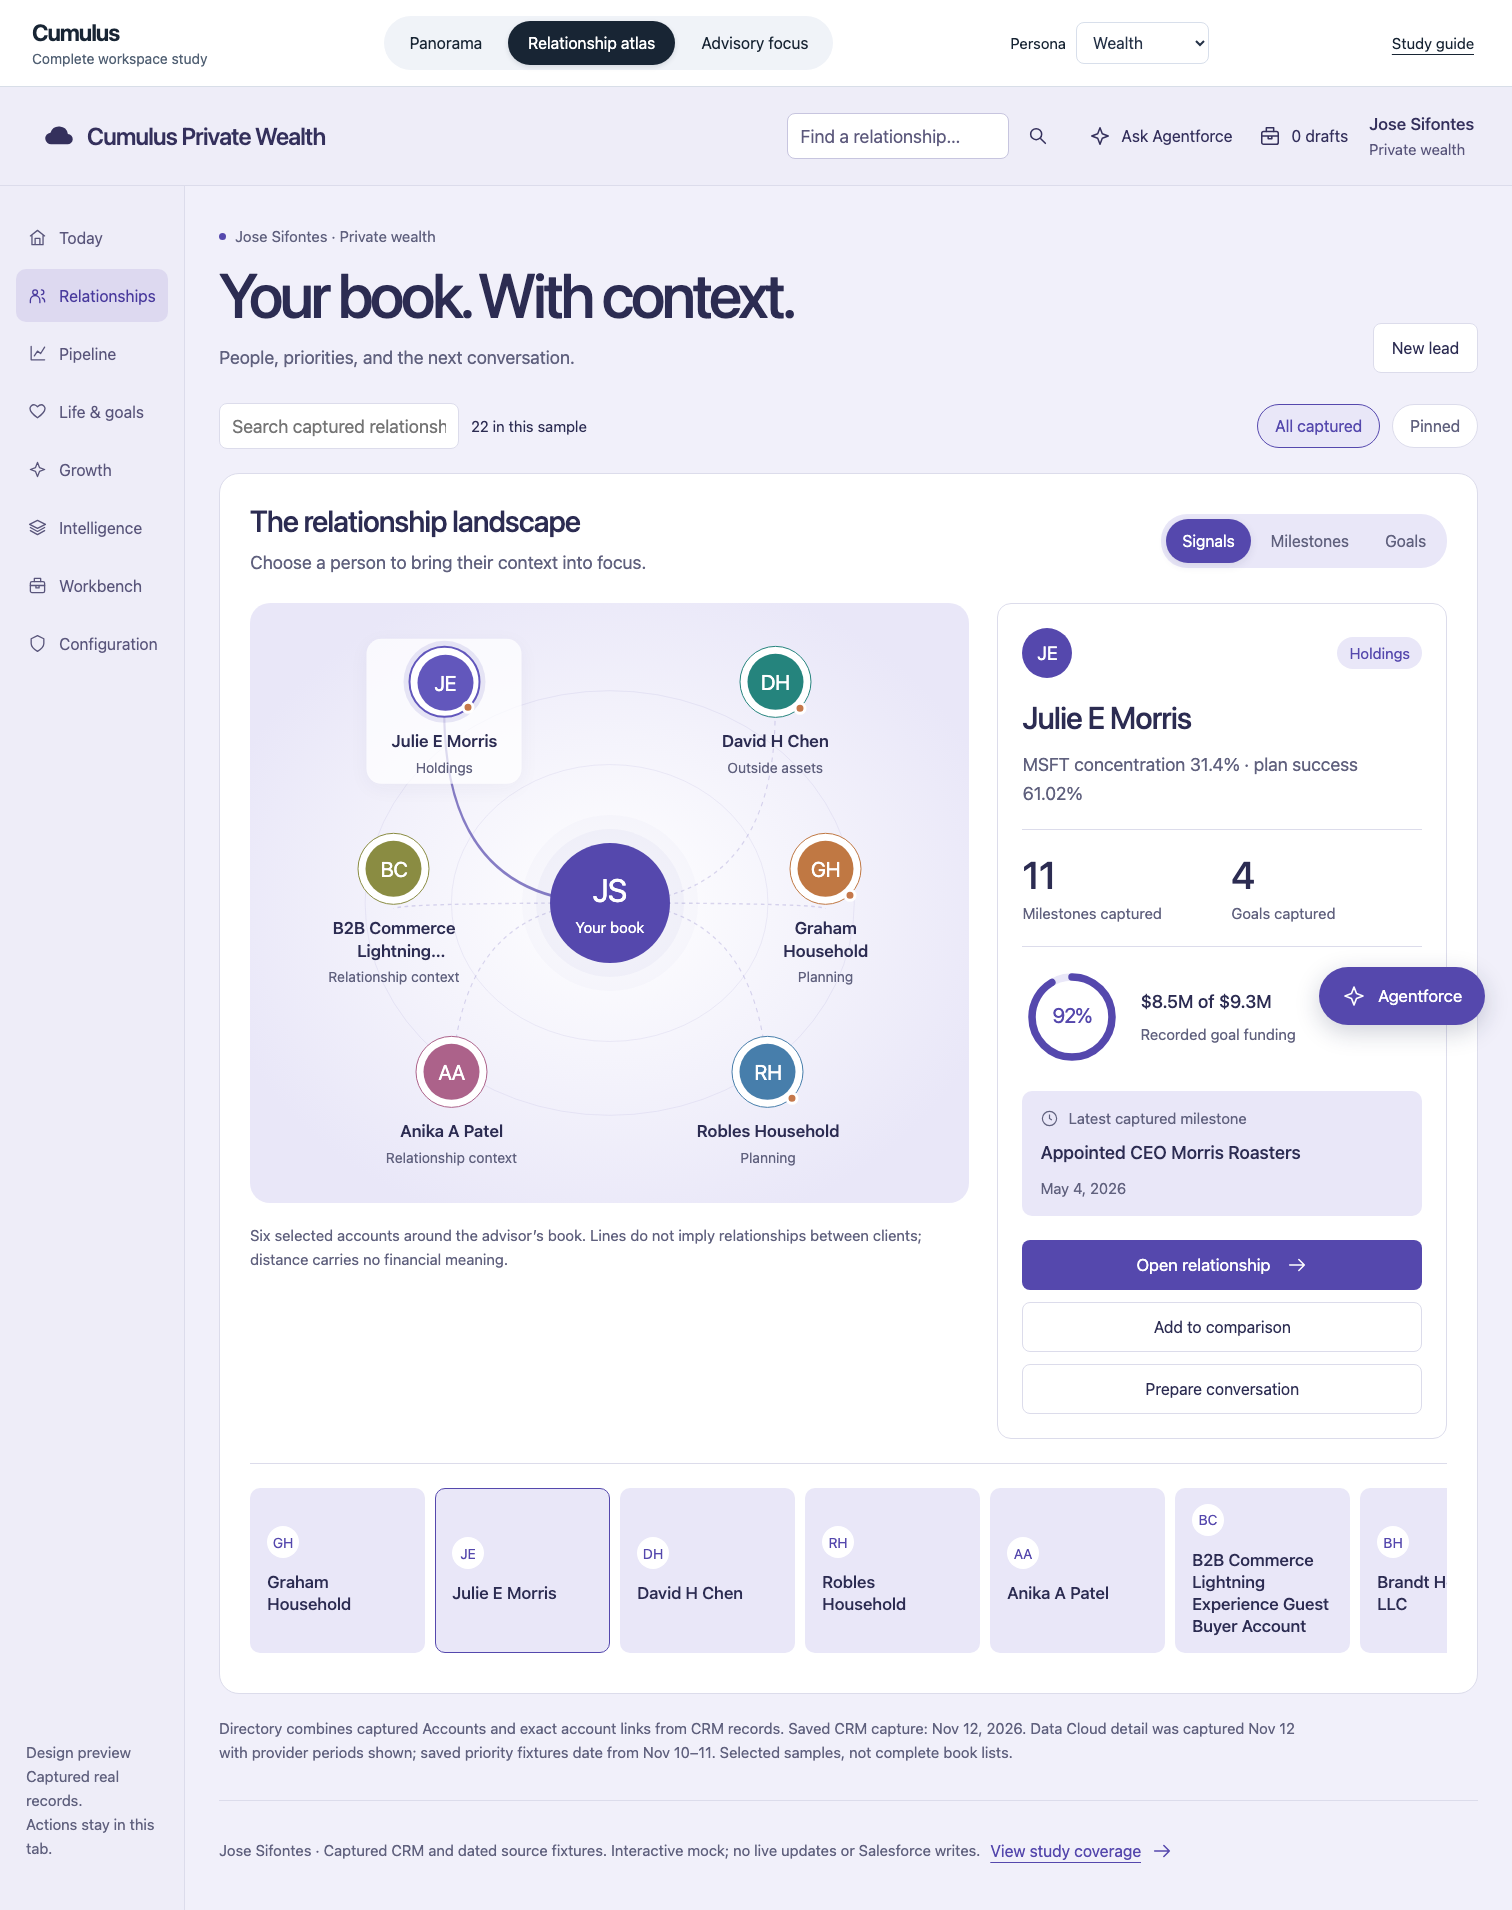 Cumulus
Complete workspace study
Panorama
Relationship atlas
Advisory focus
Persona
Wealth
Study guide
Cumulus Private Wealth
Find a relationship...
Ask Agentforce
0 drafts
Jose Sifontes
Private wealth
Today
Relationships
Pipeline
Life & goals
Growth
Intelligence
Workbench
Configuration
Jose Sifontes · Private wealth
Your book. With context.
People, priorities, and the next conversation.
New lead
Search captured relationsh
22 in this sample
All captured
Pinned
The relationship landscape
Choose a person to bring their context into focus.
Signals
Milestones
Goals
JE
Julie E Morris
Holdings
DH
David H Chen
Outside assets
BC
B2B Commerce
Lightning...
Relationship context
JS
Your book
GH
Graham
Household
Planning
AA
Anika A Patel
Relationship context
RH
Robles Household
Planning
Six selected accounts around the advisor's book. Lines do not imply relationships between clients;
distance carries no financial meaning.
JE
Holdings
Julie E Morris
MSFT concentration 31.4% · plan success
61.02%
11
Milestones captured
4
Goals captured
92%
$8.5M of $9.3M
Recorded goal funding
Agentforce
Latest captured milestone
Appointed CEO Morris Roasters
May 4, 2026
Open relationship
Add to comparison
Prepare conversation
GH
Graham
Household
JE
Julie E Morris
DH
David H Chen
RH
Robles
Household
AA
Anika A Patel
BC
B2B Commerce
Lightning
Experience Guest
Buyer Account
BH
Brandt H
LLC
Directory combines captured Accounts and exact account links from CRM records. Saved CRM capture: Nov 12, 2026. Data Cloud detail was captured Nov 12
with provider periods shown; saved priority fixtures date from Nov 10–11. Selected samples, not complete book lists.
Design preview
Captured real
records.
Actions stay in this
tab.
Jose Sifontes · Captured CRM and dated source fixtures. Interactive mock; no live updates or Salesforce writes.
View study coverage